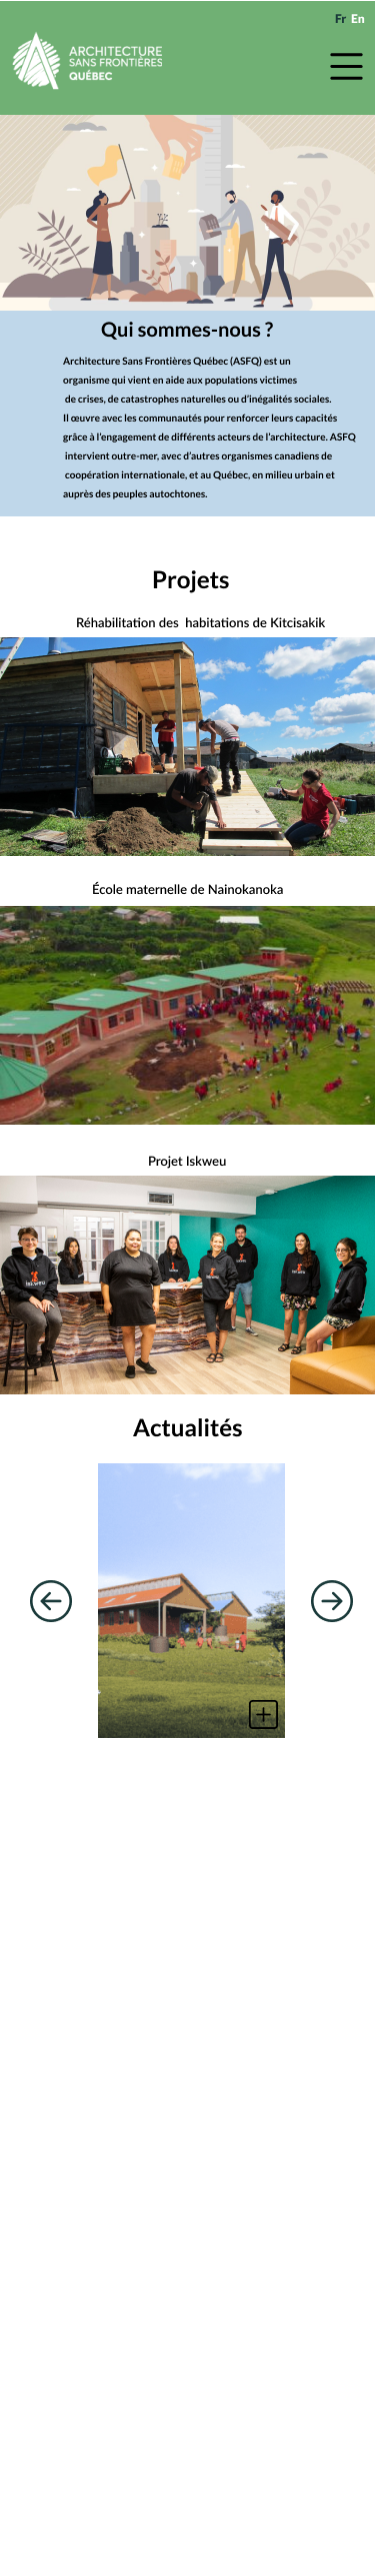 Fr En
ARCHITECTURE
SANS FRONTIÈRES
QUÉBEC
Qui sommes-nous ?
Architecture Sans Frontières Québec (ASFQ) est un
organisme qui vient en aide aux populations victimes
de crises, de catastrophes naturelles ou d'inégalités sociales.
Il œuvre avec les communautés pour renforcer leurs capacités
grâce à l'engagement de différents acteurs de l'architecture. ASFQ
intervient outre-mer, avec d'autres organismes canadiens de
coopération internationale, et au Québec, en milieu urbain et
auprès des peuples autochtones.
Projets
Réhabilitation des habitations de Kitcisakik
École maternelle de Nainokanoka
Projet Iskweu
Actualités